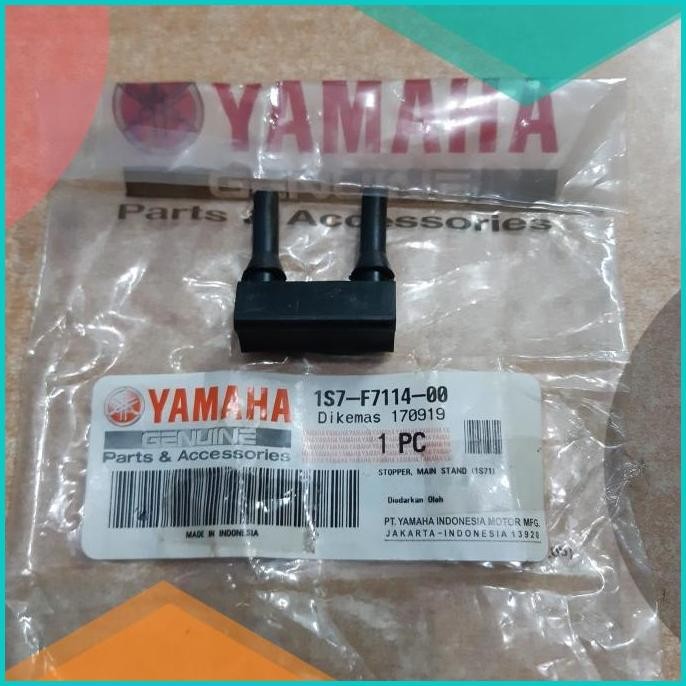 YAMAHA
GENUINE
Parts & Accessories
YAMAHA
GENUINE
Parts & Accessories
1S7-F7114-00
Dikemas 170919
1 PC
STOPPER, MAIN STAND (1S71)
Diedarkan Oleh
PT. YAMAHA INDONESIA MOTOR MFG.
JAKARTA-INDONESIA 13920
MADE IN INDONESIA